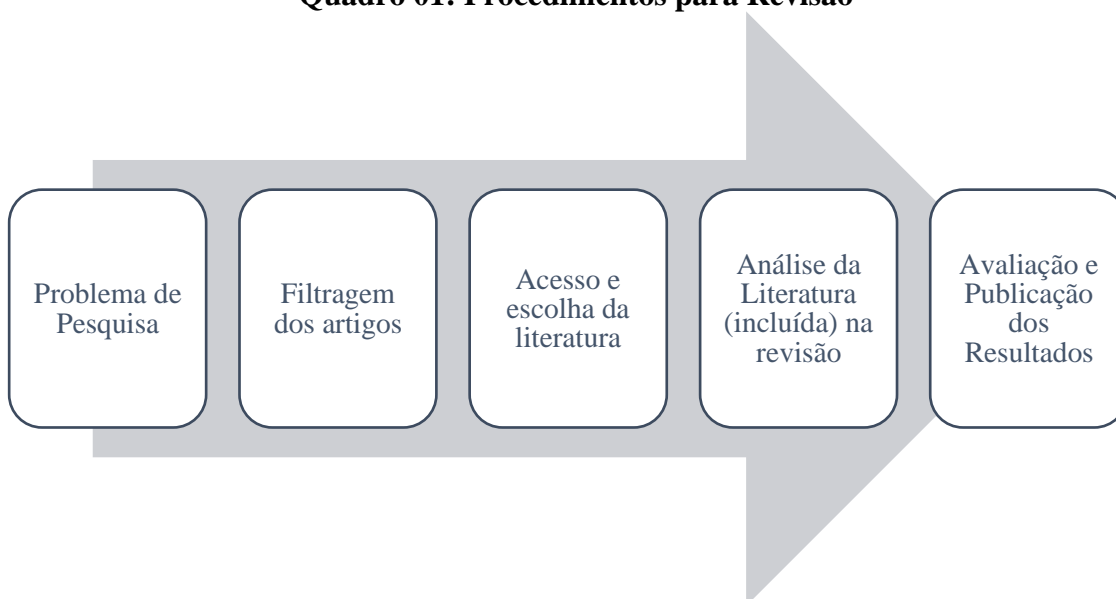 Quadro 01: Procedimentos para Revisão
Problema de
Pesquisa
Filtragem
dos artigos
Acesso e
escolha da
literatura
Análise da
Literatura
(incluída) na
revisão
Avaliação e
Publicação
dos
Resultados